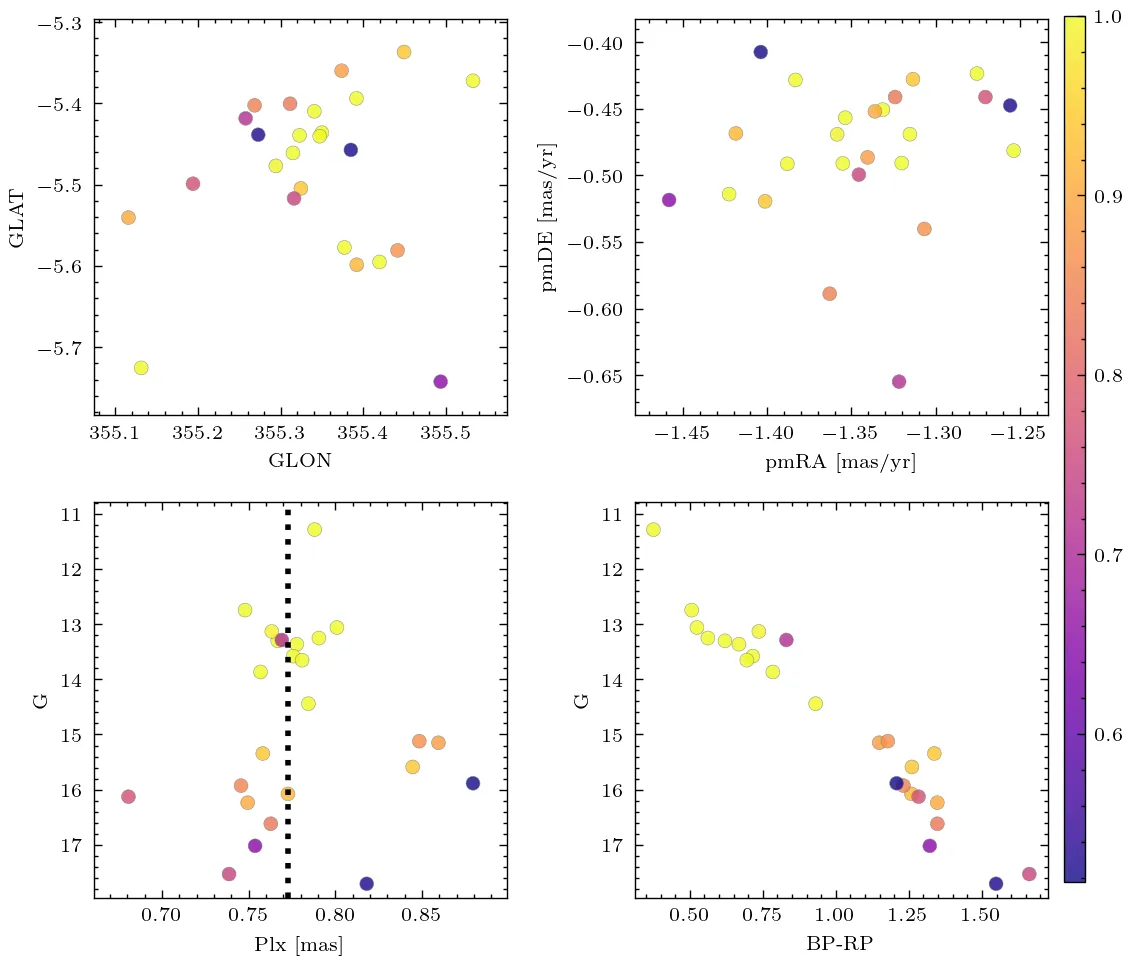 −5.3
−5.4
−5.5
−5.6
−5.7
GLAT
355.1 355.2 355.3 355.4 355.5
GLON
−0.40
−0.45
−0.50
−0.55
−0.60
−0.65
pmDE [mas/yr]
−1.45 −1.40 −1.35 −1.30 −1.25
pmRA [mas/yr]
11
12
13
14
15
16
17
G
0.70 0.75 0.80 0.85
Plx [mas]
11
12
13
14
15
16
17
G
0.50 0.75 1.00 1.25 1.50
BP-RP
1.0
0.9
0.8
0.7
0.6